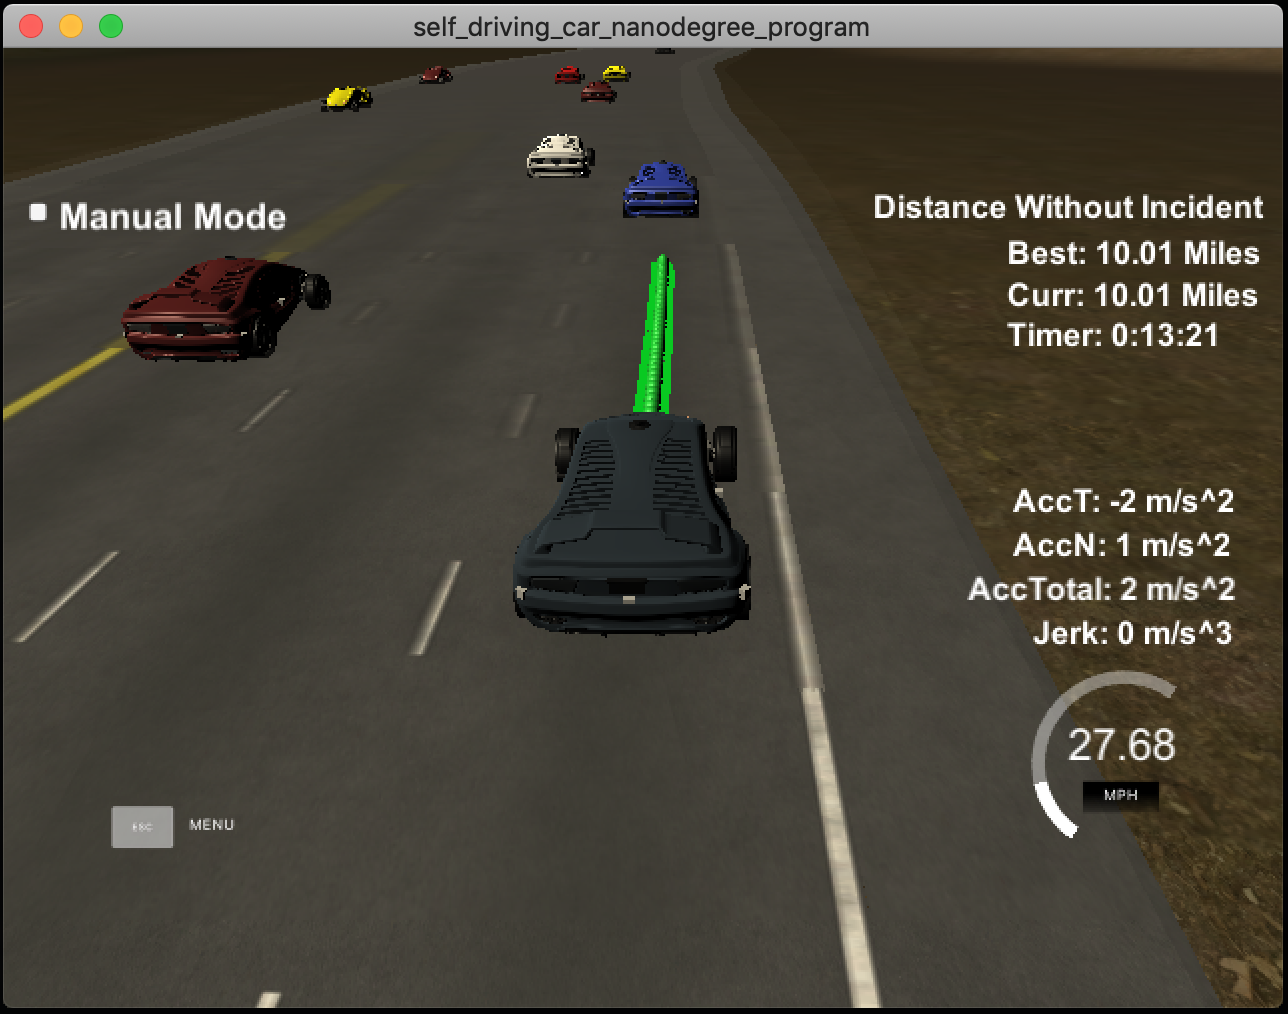 self_driving_car_nanodegree_program
Manual Mode
Distance Without Incident
Best: 10.01 Miles
Curr: 10.01 Miles
Timer: 0:13:21
AccT: -2 m/s^2
AccN: 1 m/s^2
AccTotal: 2 m/s^2
Jerk: 0 m/s^3
27.68
MPH
ESC MENU